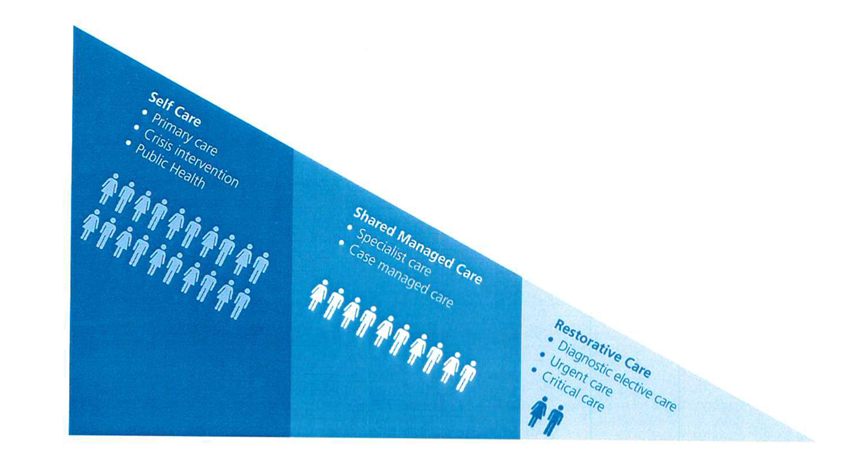 Self Care
• Primary care
• Crisis intervention
• Public Health
Shared Managed Care
• Specialist care
• Case managed care
Restorative Care
• Diagnostic elective care
• Urgent care
• Critical care